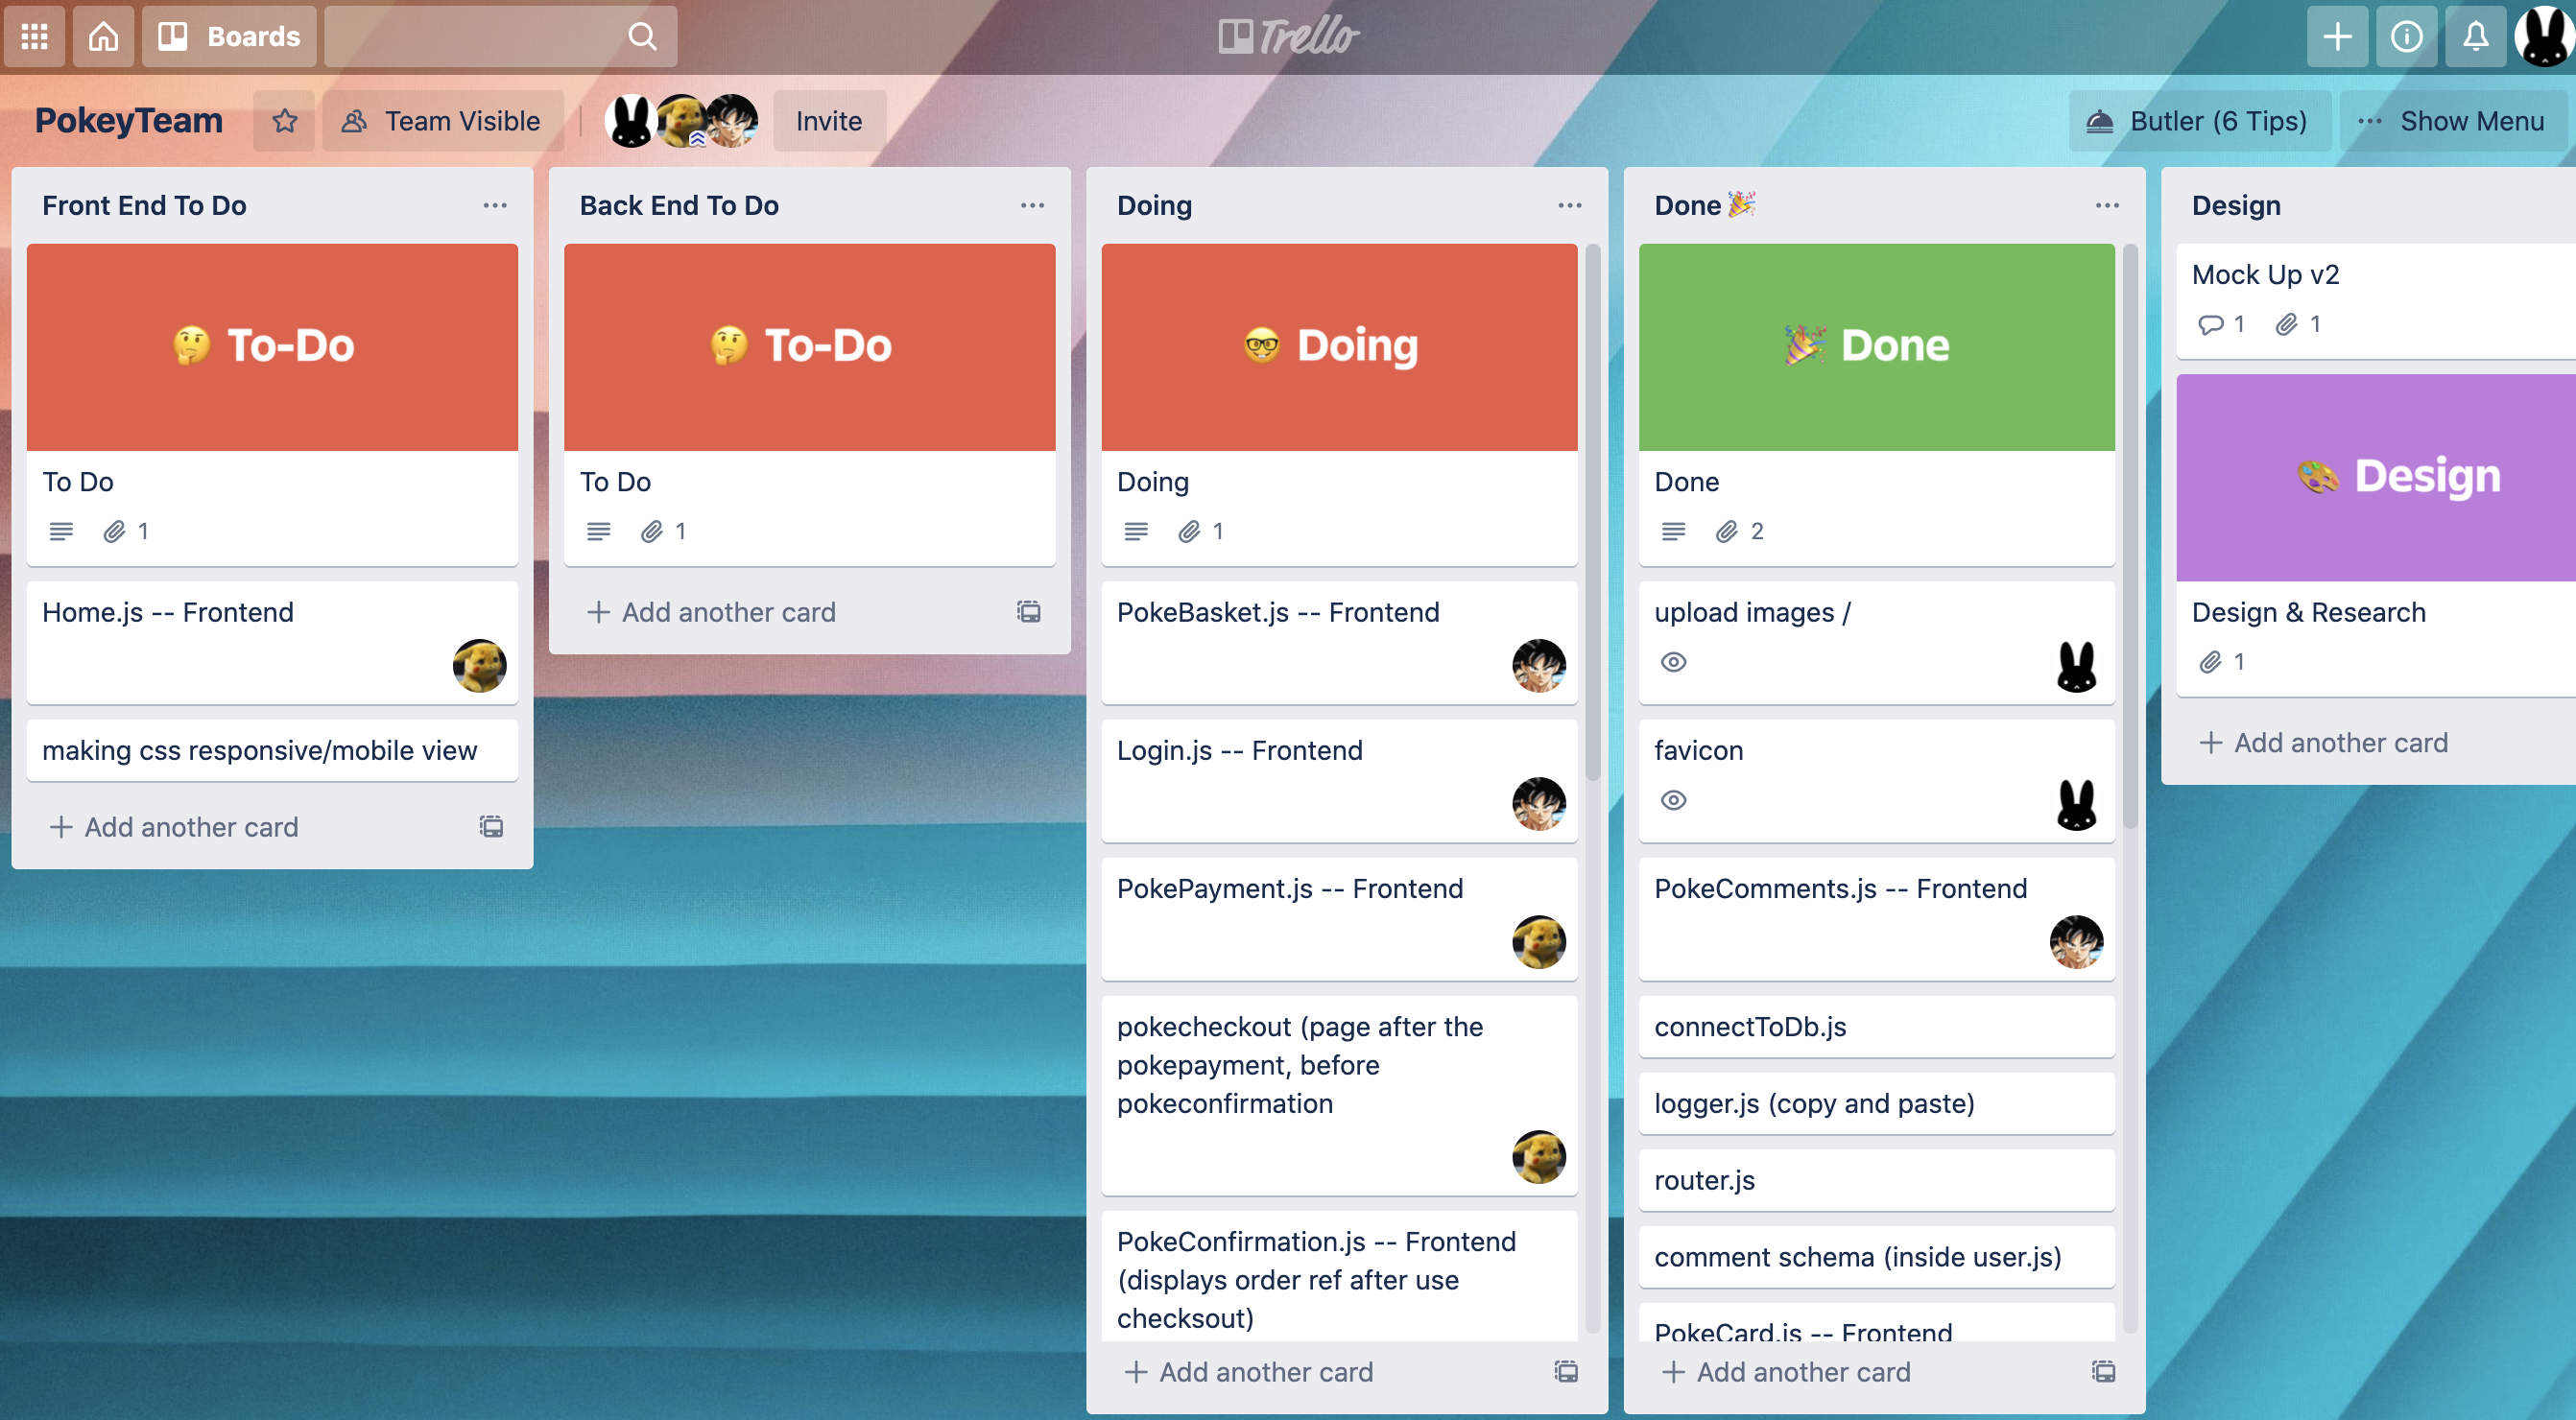 Boards
Trello
PokeyTeam
Team Visible
Invite
Butler (6 Tips)
Show Menu
Front End To Do
To-Do
To Do
1
Home.js -- Frontend
making css responsive/mobile view
Add another card
Back End To Do
To-Do
To Do
1
Add another card
Doing
Doing
Doing
1
PokeBasket.js -- Frontend
Login.js -- Frontend
PokePayment.js -- Frontend
pokecheckout (page after the
pokepayment, before
pokeconfirmation
PokeConfirmation.js -- Frontend
(displays order ref after use
checksout)
Add another card
Done🎉
Done
Done
2
upload images /
favicon
PokeComments.js -- Frontend
connectToDb.js
logger.js (copy and paste)
router.js
comment schema (inside user.js)
PokeCard.js -- Frontend
Add another card
Design
Mock Up v2
1 1
Design
Design & Research
1
Add another card